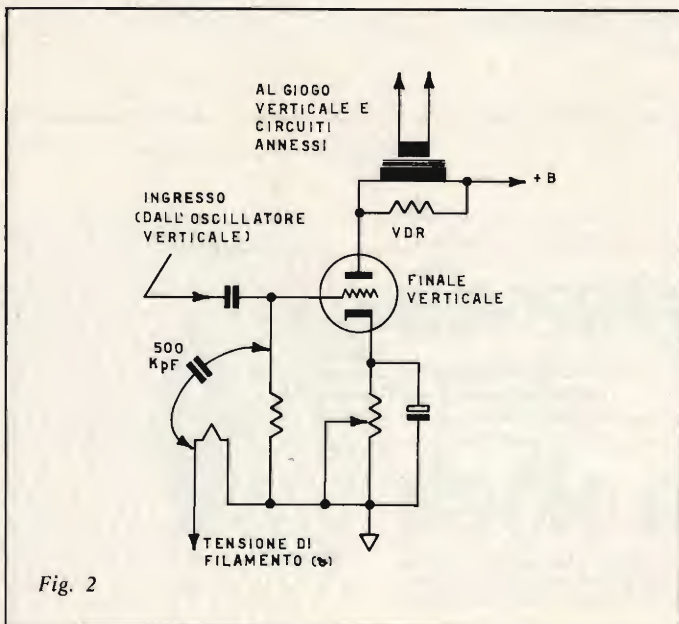 AL GIOGO
VERTICALE E
CIRCUITI
ANNESSI
+ B
INGRESSO
(DALL'OSCILLATORE
VERTICALE)
VDR
FINALE
VERTICALE
500
KpF
TENSIONE DI
FILAMENTO
Fig. 2